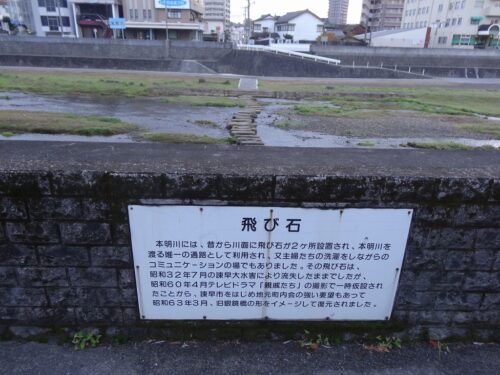 飛び石
本明川には、昔から川面に飛び石が2ヶ所設置され、本明川を
渡る唯一の通路として利用され、又主婦たちの洗濯をしながらの
コミュニケーションの場でもありました。その飛び石は、
昭和32年7月の諫早大水害により流失したままでしたが、
昭和60年4月テレビドラマ「親戚たち」の撮影で一時仮設され
たことから、諫早市をはじめ地元町内会の強い要望もあって
昭和63年3月、旧眼鏡橋の形をイメージして復元されました。